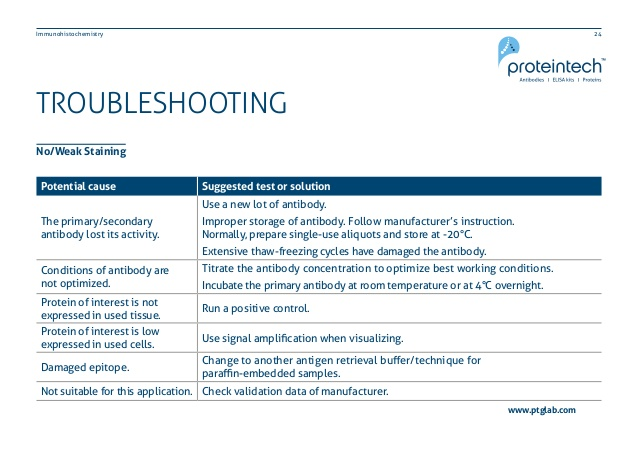 Immunohistochemistry 24
proteintech™
Antibodies | ELISA kits | Proteins
TROUBLESHOOTING
No/Weak Staining
Potential cause Suggested test or solution
The primary/secondary
antibody lost its activity.
Use a new lot of antibody.
Improper storage of antibody. Follow manufacturer's instruction.
Normally, prepare single-use aliquots and store at -20°C.
Extensive thaw-freezing cycles have damaged the antibody.
Conditions of antibody are
not optimized.
Titrate the antibody concentration to optimize best working conditions.
Incubate the primary antibody at room temperature or at 4°C overnight.
Protein of interest is not
expressed in used tissue.
Run a positive control.
Protein of interest is low
expressed in used cells.
Use signal amplification when visualizing.
Damaged epitope.
Change to another antigen retrieval buffer/technique for
paraffin-embedded samples.
Not suitable for this application. Check validation data of manufacturer.
www.ptglab.com